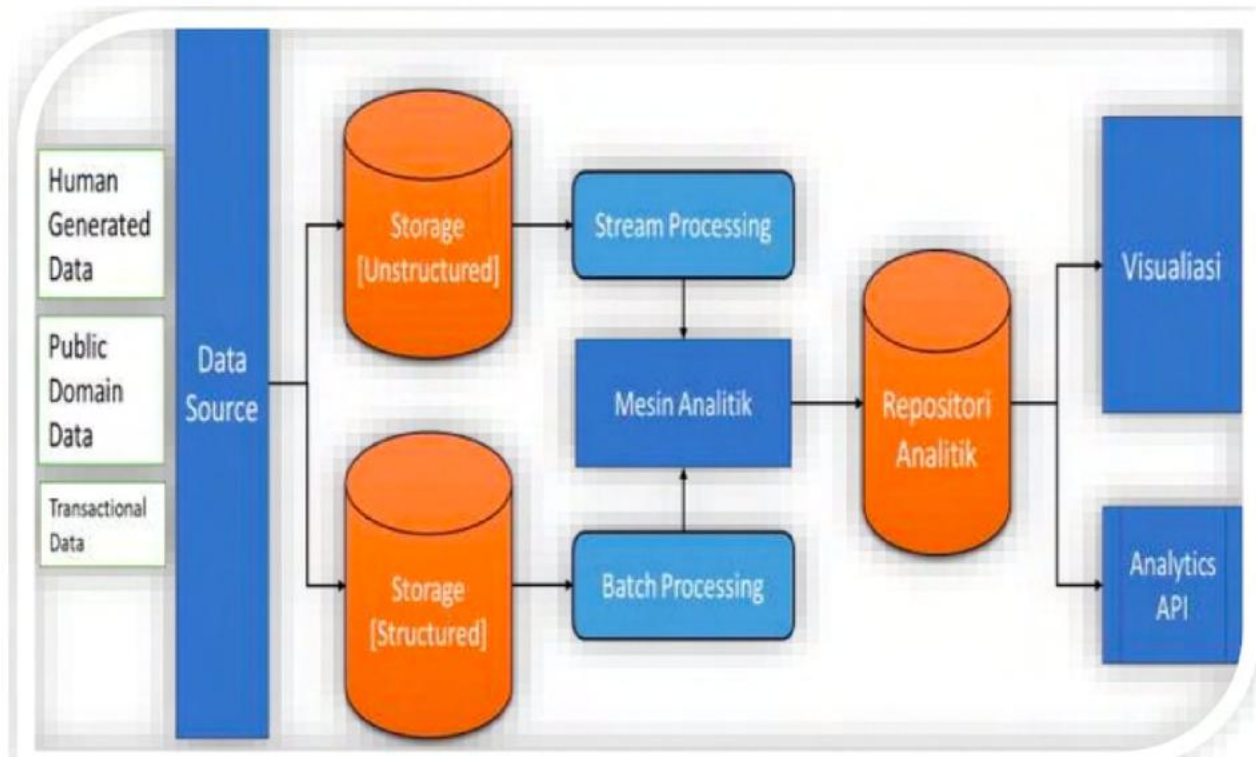 Human
Generated
Data
Public
Domain
Data
Transactional
Data
Data
Source
Storage
[Unstructured]
Storage
[Structured]
Stream Processing
Mesin Analitik
Batch Processing
Repositori
Analitik
Visualiasi
Analytics
API